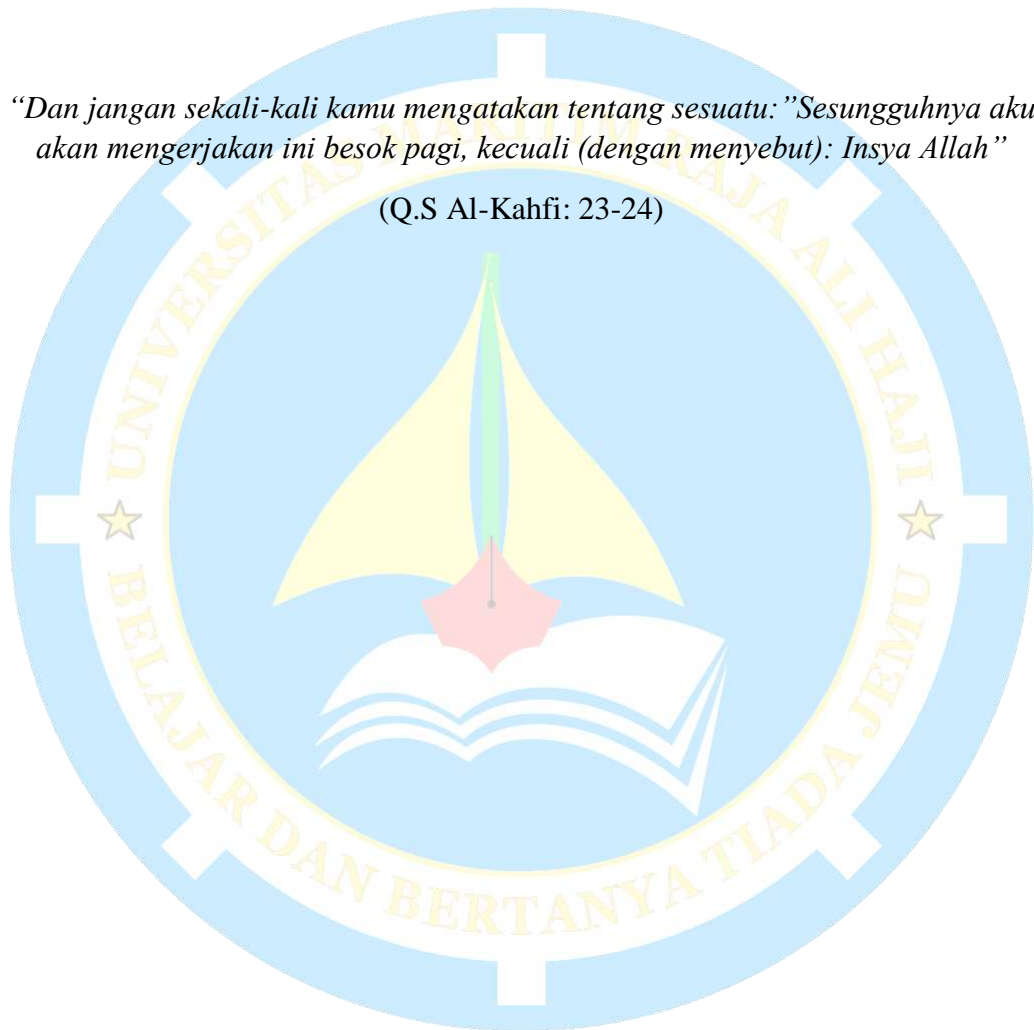 “Dan jangan sekali-kali kamu mengatakan tentang sesuatu:”Sesungguhnya aku
akan mengerjakan ini besok pagi, kecuali (dengan menyebut): Insya Allah”
(Q.S Al-Kahfi: 23-24)
UNIVERSITAS MARITIM RAJA ALI HAJI
BELAJAR DAN BERTANYA TIADA JEMU